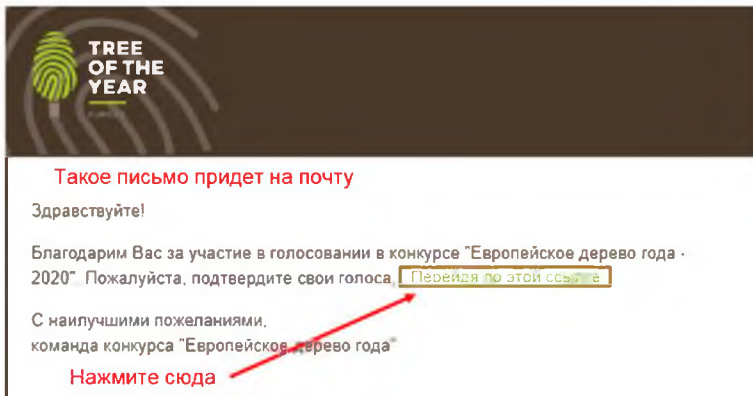 TREE
OF THE
YEAR
Такое письмо придет на почту
Здравствуйте!
Благодарим Вас за участие в голосовании в конкурсе "Европейское дерево года -
2020". Пожалуйста, подтвердите свои голоса, Перейдя по этой ссылке
С наилучшими пожеланиями,
команда конкурса "Европейское дерево года"
Нажмите сюда